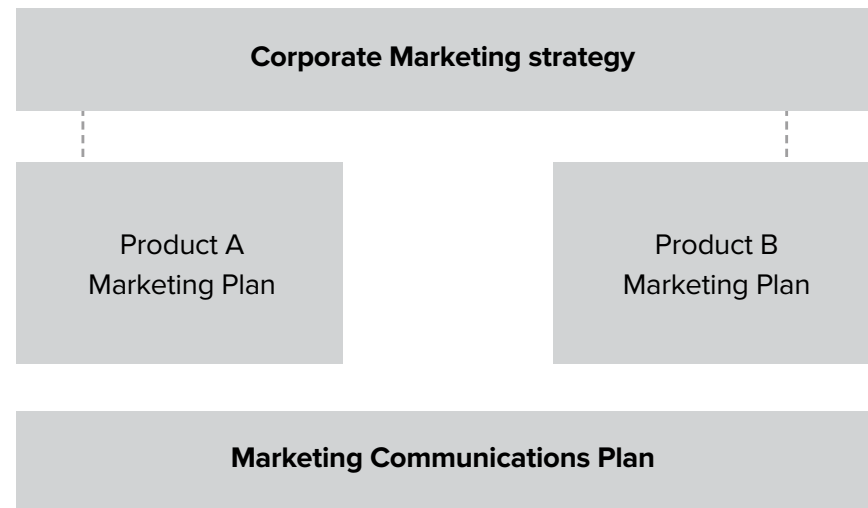 Corporate Marketing strategy
Product A
Marketing Plan
Product B
Marketing Plan
Marketing Communications Plan